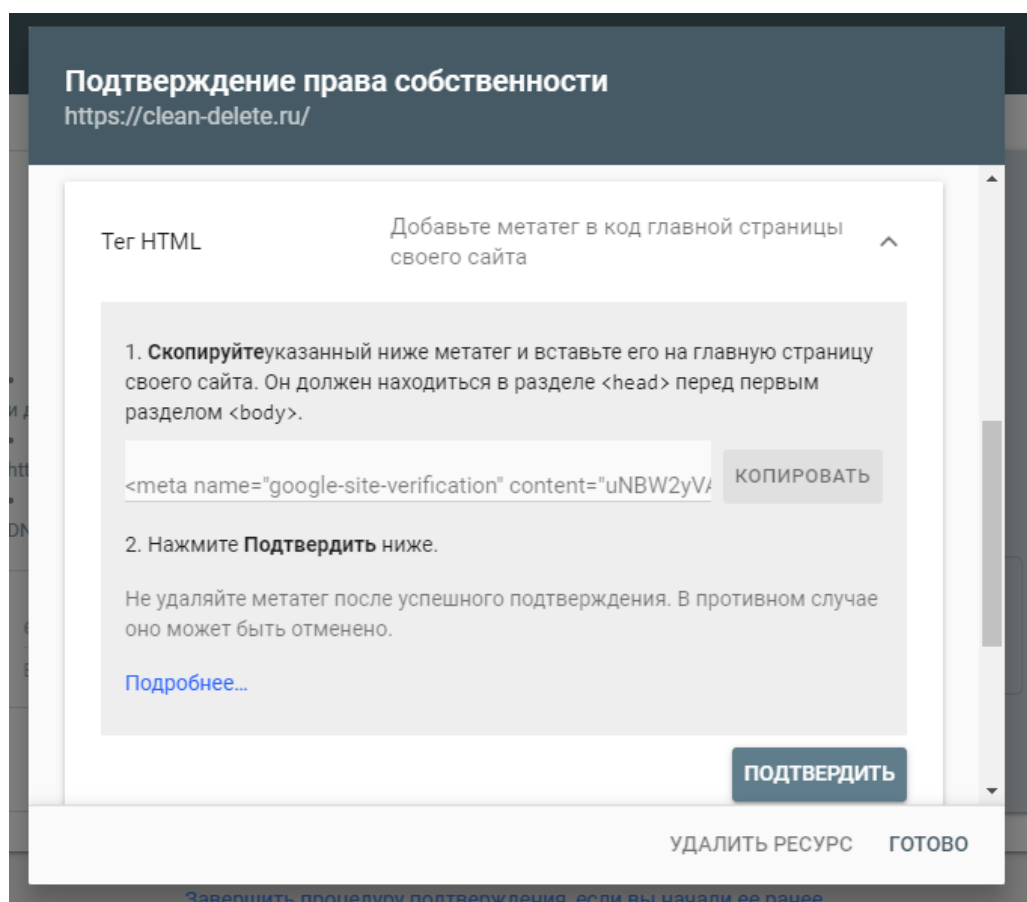 Подтверждение права собственности
https://clean-delete.ru/
Тег HTML
Добавьте метатег в код главной страницы
своего сайта
1. Скопируйтеуказанный ниже метатег и вставьте его на главную страницу
своего сайта. Он должен находиться в разделе <head> перед первым
разделом <body>.
<meta name="google-site-verification" content="uNBW2yVA
КОПИРОВАТЬ
2. Нажмите Подтвердить ниже.
Не удаляйте метатег после успешного подтверждения. В противном случае
оно может быть отменено.
Подробнее…
ПОДТВЕРДИТЬ
УДАЛИТЬ РЕСУРС ГОТОВО
Завершить процедуру подтверждения, если вы начали ее ранее